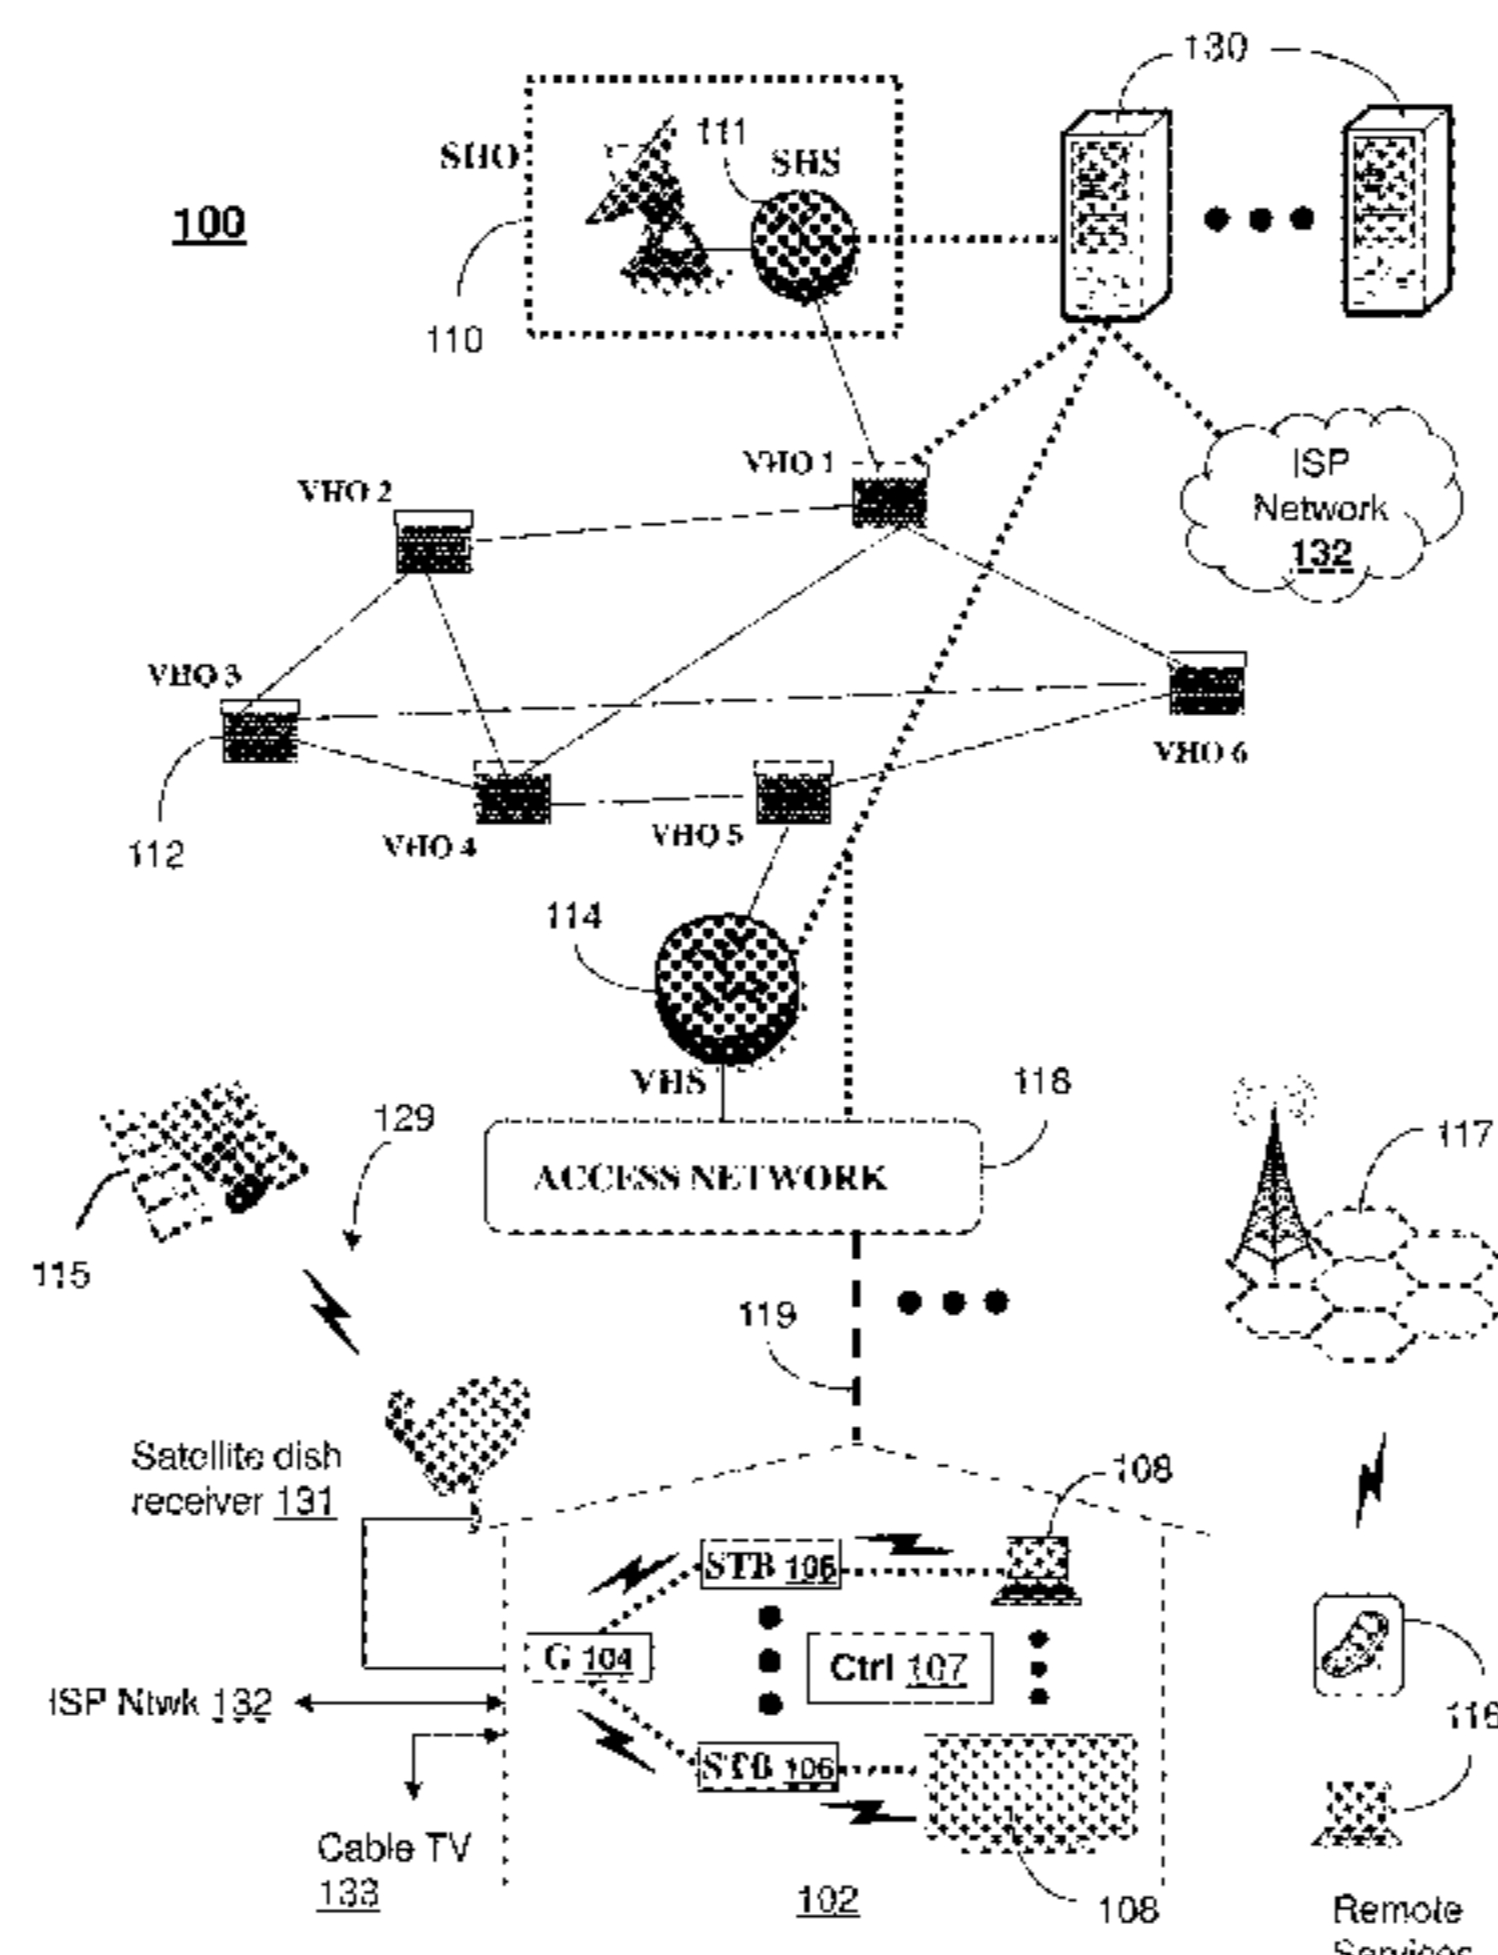 130
111
SHO
SHS
100
110
VHO 1
ISP
Network
132
VHO 2
VHO 3
VHO 6
112
VHO 4
VHO 5
114
VHS
118
129
117
ACCESS NETWORK
115
119
Satellite dish
receiver 131
108
STB 106
G 104
Ctrl 107
ISP Ntwk 132
116
STB 106
Cable TV
133
102
108
Remote
Services